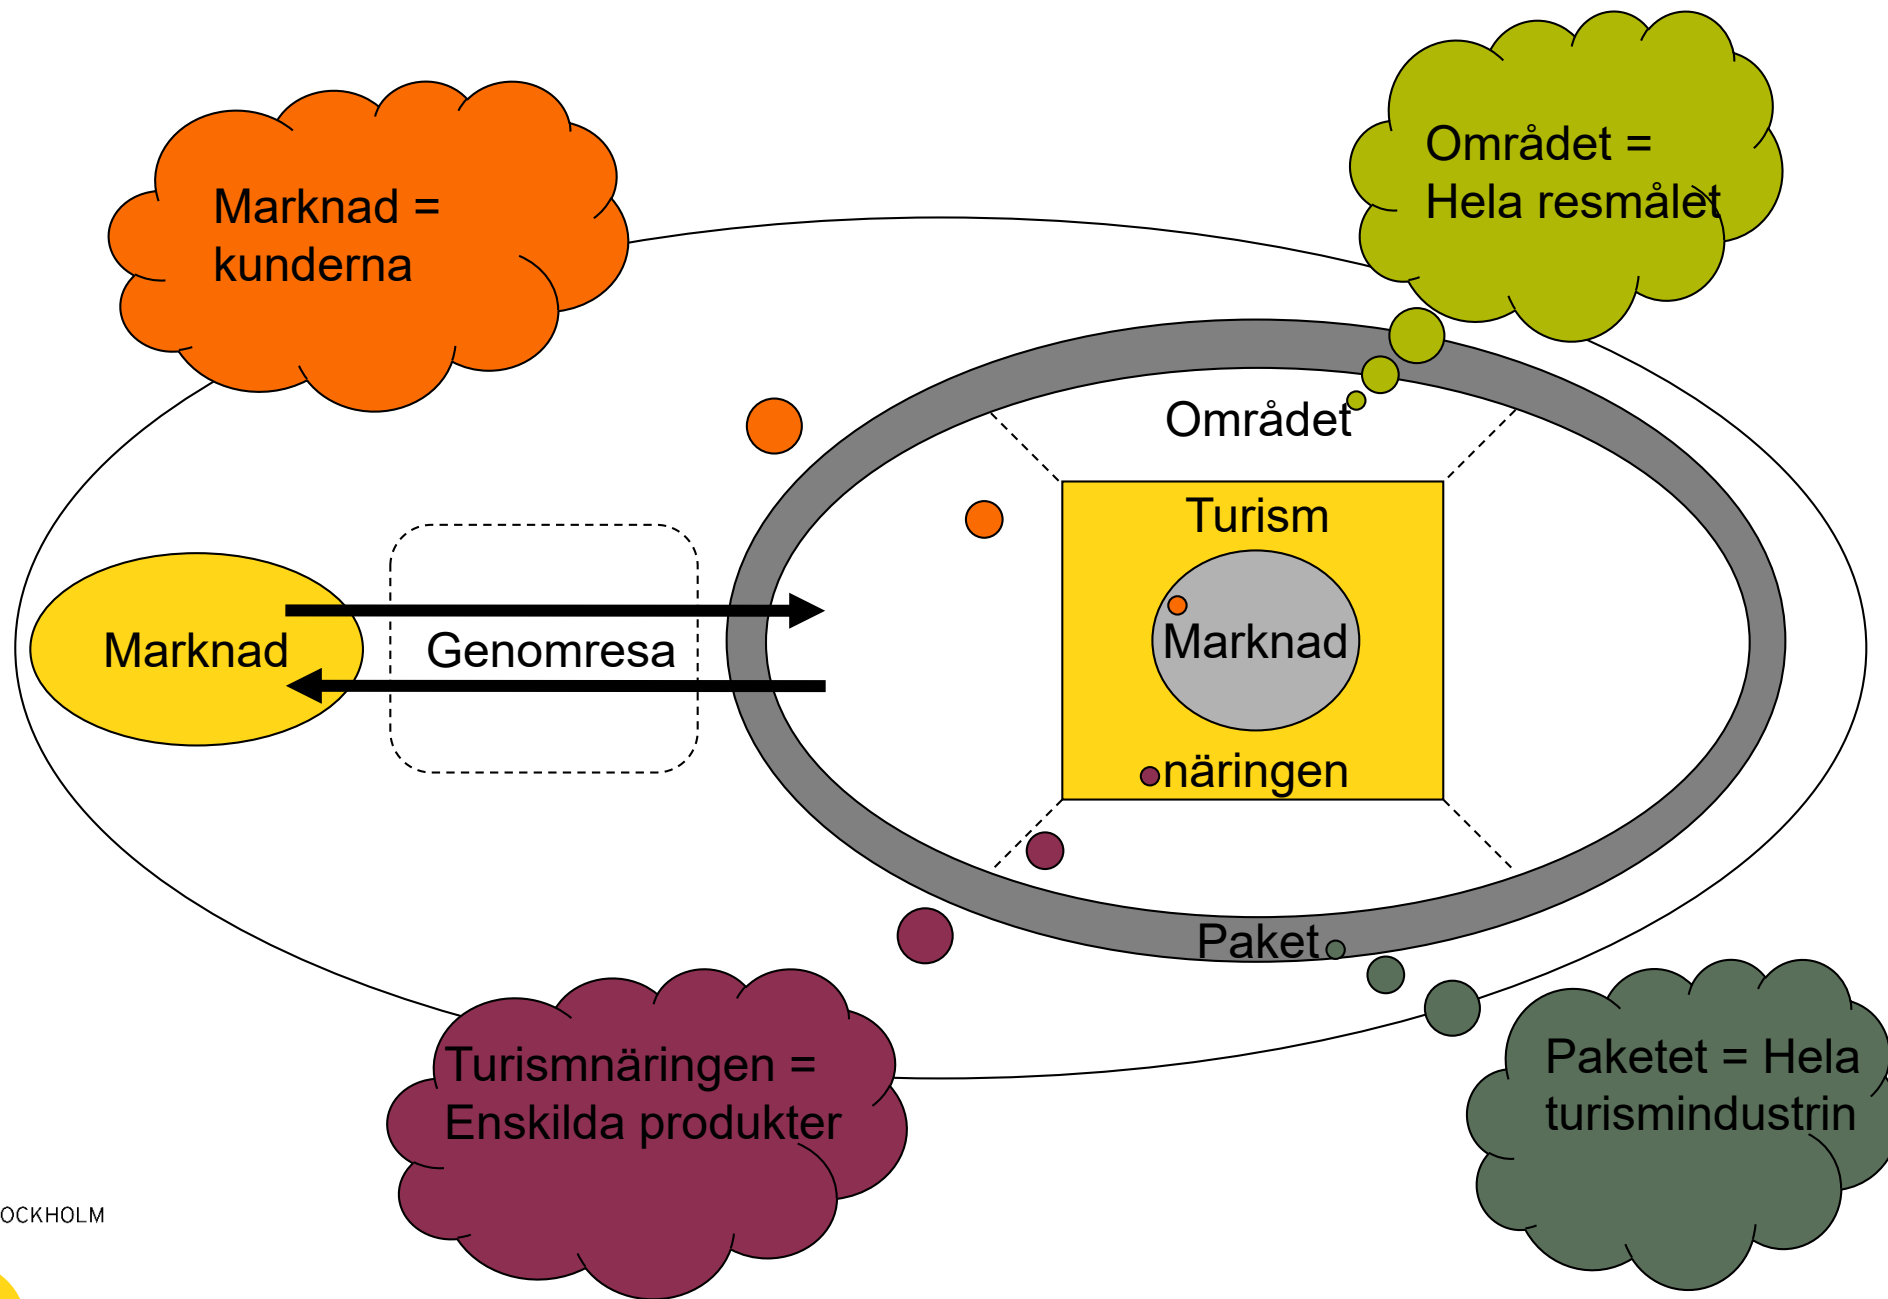 Marknad =
kunderna
Området =
Hela resmålet
Området
Turism
Marknad
Genomresa
Marknad
näringen
Paket
Turismnäringen =
Enskilda produkter
Paketet = Hela
turismindustrin
OCKHOLM